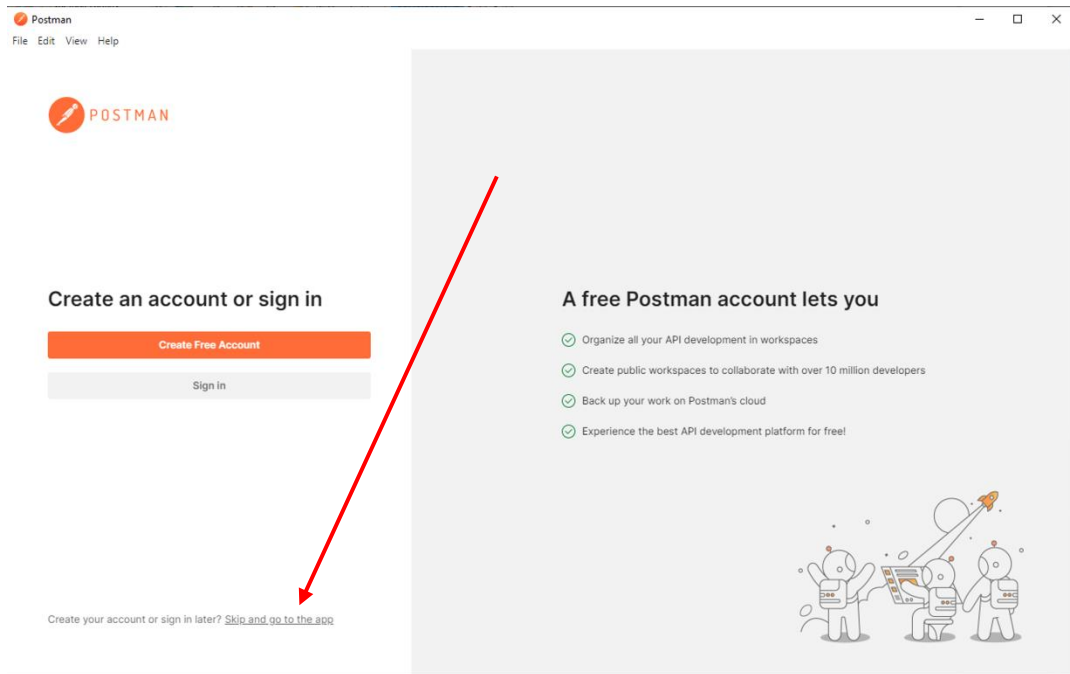 Postman
File Edit View Help
POSTMAN
Create an account or sign in
Create Free Account
Sign in
Create your account or sign in later? Skip and go to the app
A free Postman account lets you
Organize all your API development in workspaces
Create public workspaces to collaborate with over 10 million developers
Back up your work on Postman's cloud
Experience the best API development platform for free!